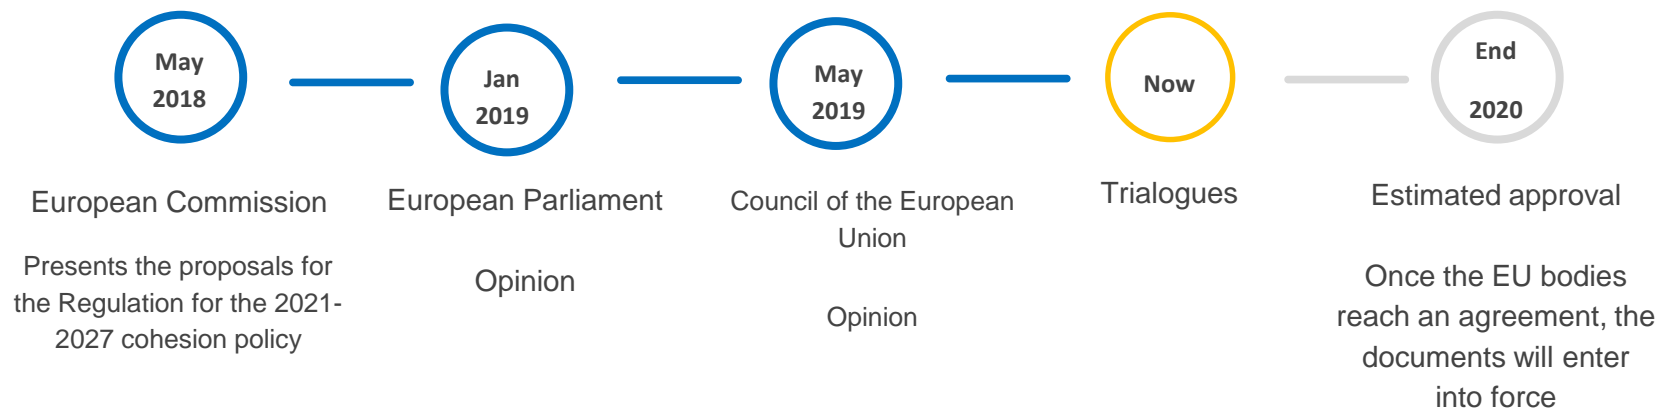 May
2018
European Commission
Presents the proposals for
the Regulation for the 2021-
2027 cohesion policy
Jan
2019
European Parliament
Opinion
May
2019
Council of the European
Union
Opinion
Now
Trialogues
End
2020
Estimated approval
Once the EU bodies
reach an agreement, the
documents will enter
into force